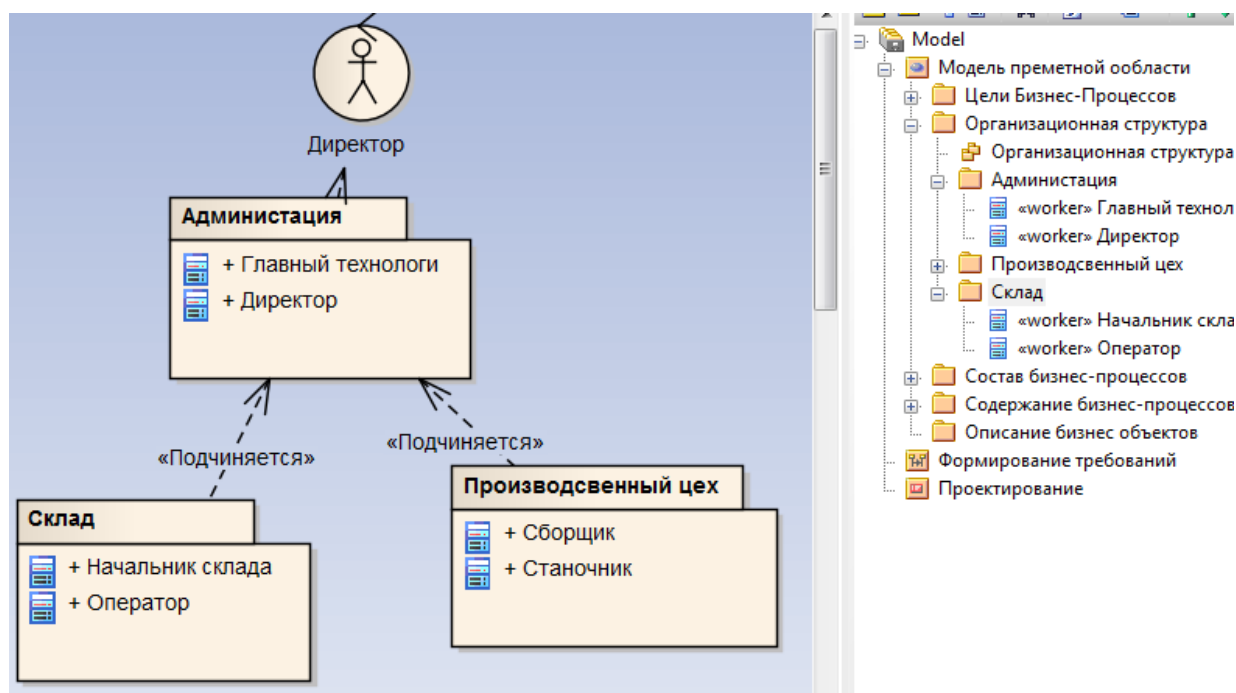 Директор
Администация
+ Главный технологи
+ Директор
«Подчиняется»
«Подчиняется»
Склад
+ Начальник склада
+ Оператор
Производсвенный цех
+ Сборщик
+ Станочник
Model
Модель преметной ообласти
Цели Бизнес-Процессов
Организационная структура
Организационная структура
Администация
«worker» Главный технол
«worker» Директор
Производсвенный цех
Склад
«worker» Начальник скла
«worker» Оператор
Состав бизнес-процессов
Содержание бизнес-процессов
Описание бизнес объектов
Формирование требований
Проектирование